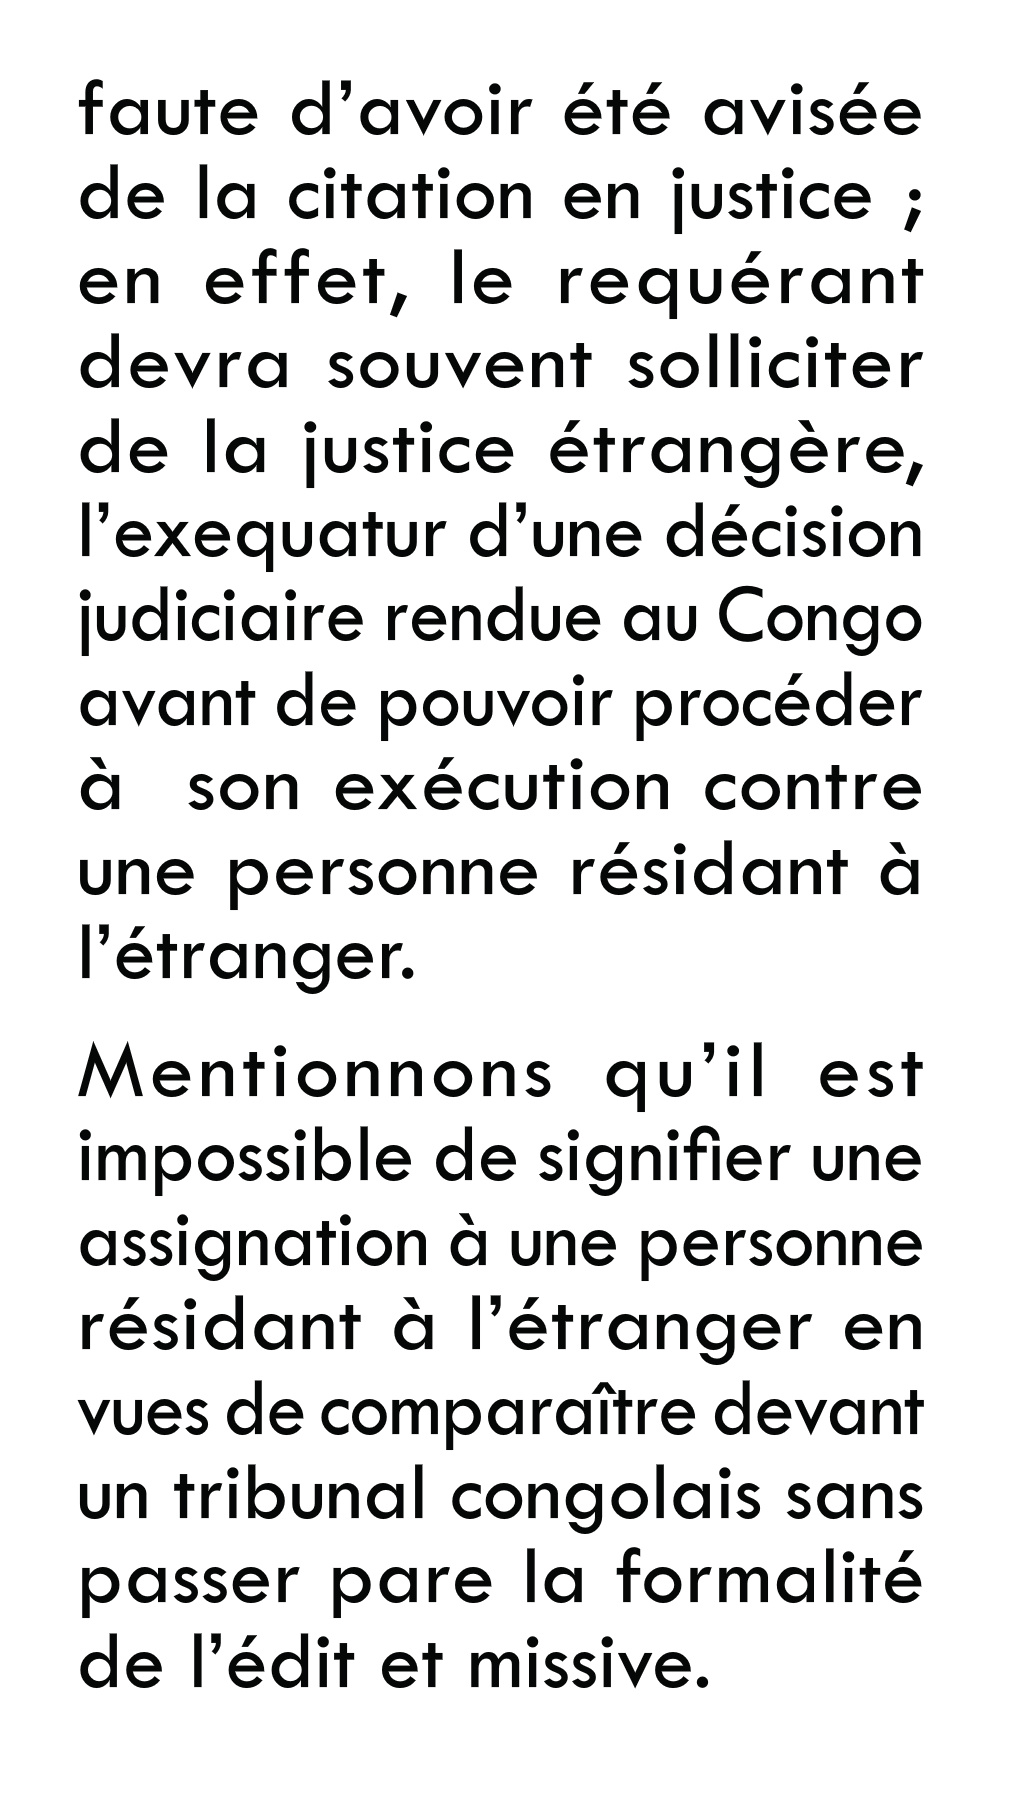 faute d’avoir été avisée
de la citation en justice ;
en effet, le requérant
devra souvent solliciter
de la justice étrangère,
l’exequatur d’une décision
judiciaire rendue au Congo
avant de pouvoir procéder
à son exécution contre
une personne résidant à
l’étranger.
Mentionnons qu’il est
impossible de signifier une
assignation à une personne
résidant à l’étranger en
vues de comparaître devant
un tribunal congolais sans
passer pare la formalité
de l’édit et missive.